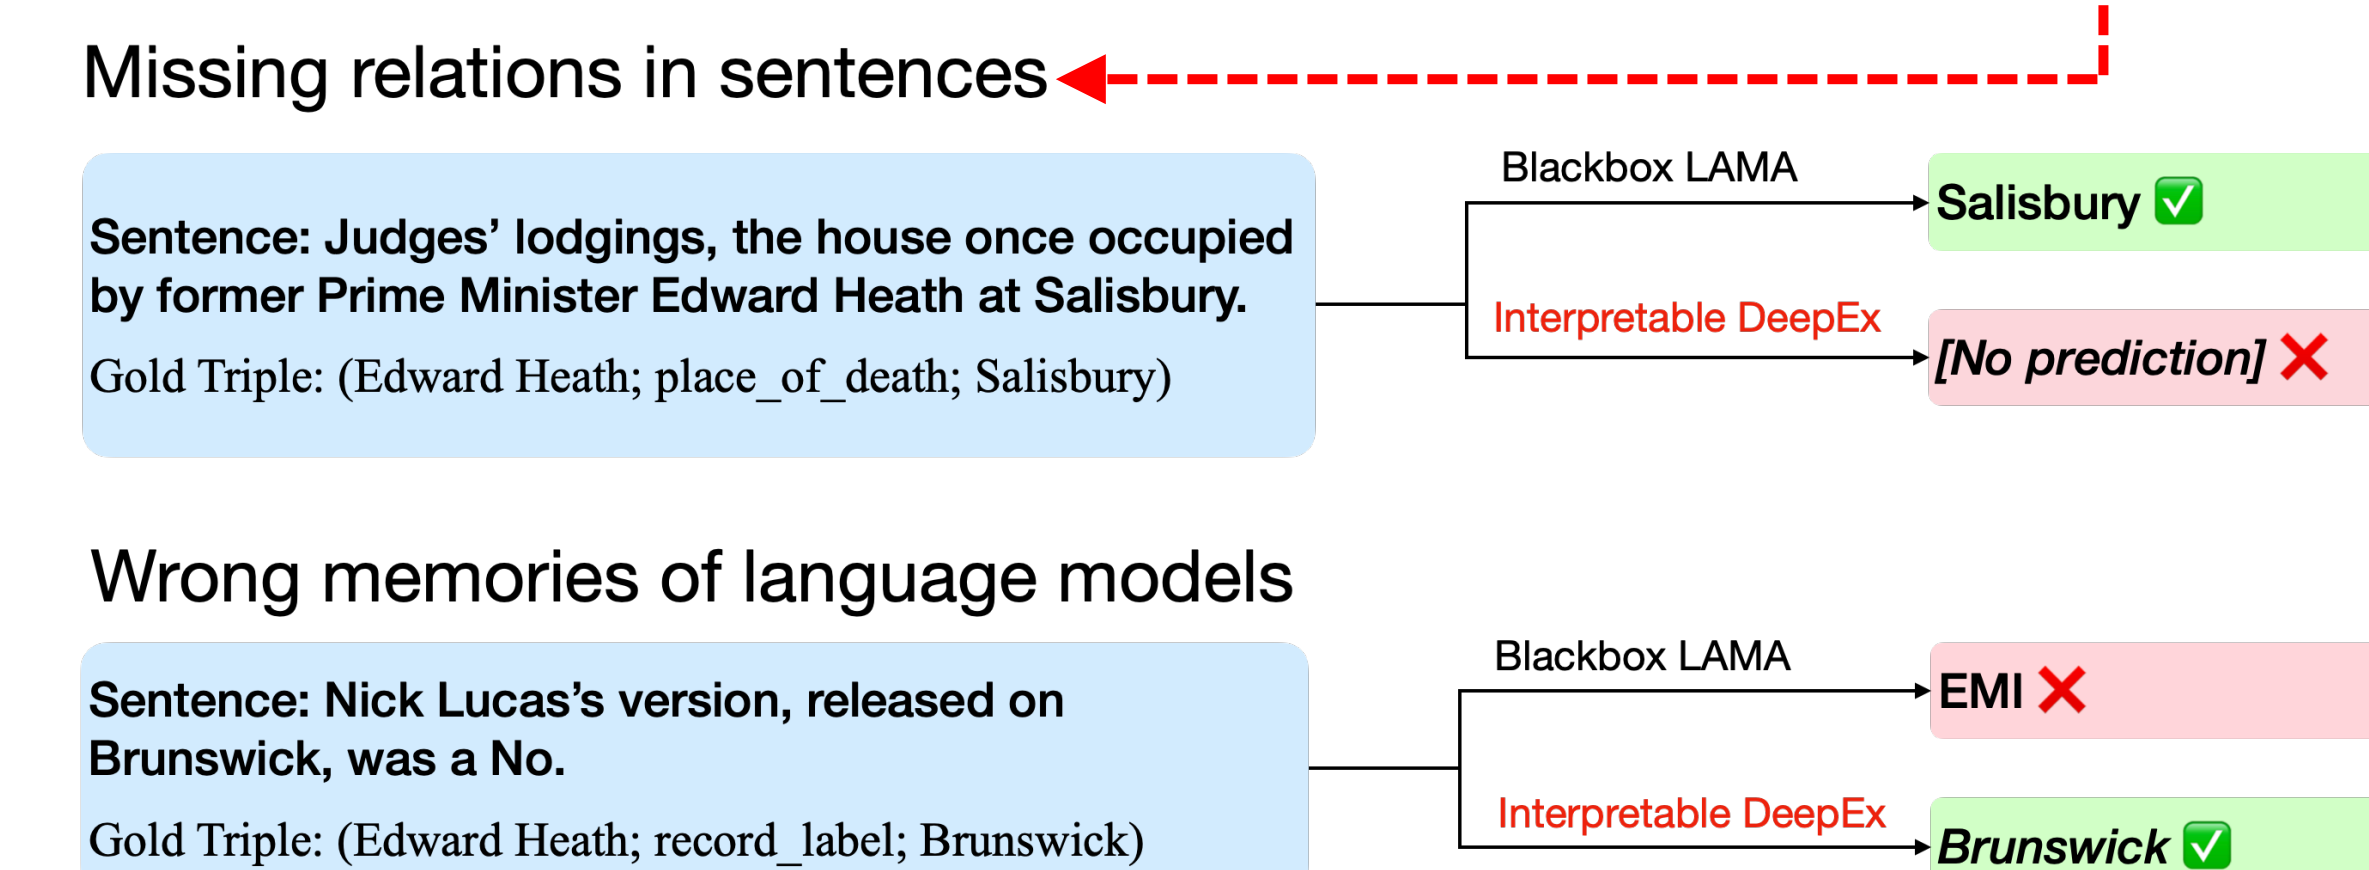 Missing relations in sentences
Blackbox LAMA
Salisbury ✅
Sentence: Judges’ lodgings, the house once occupied
by former Prime Minister Edward Heath at Salisbury.
Interpretable DeepEx
[No prediction] ❌
Gold Triple: (Edward Heath; place_of_death; Salisbury)
Wrong memories of language models
Blackbox LAMA
EMI ❌
Sentence: Nick Lucas’s version, released on
Brunswick, was a No.
Interpretable DeepEx
Brunswick ✅
Gold Triple: (Edward Heath; record_label; Brunswick)